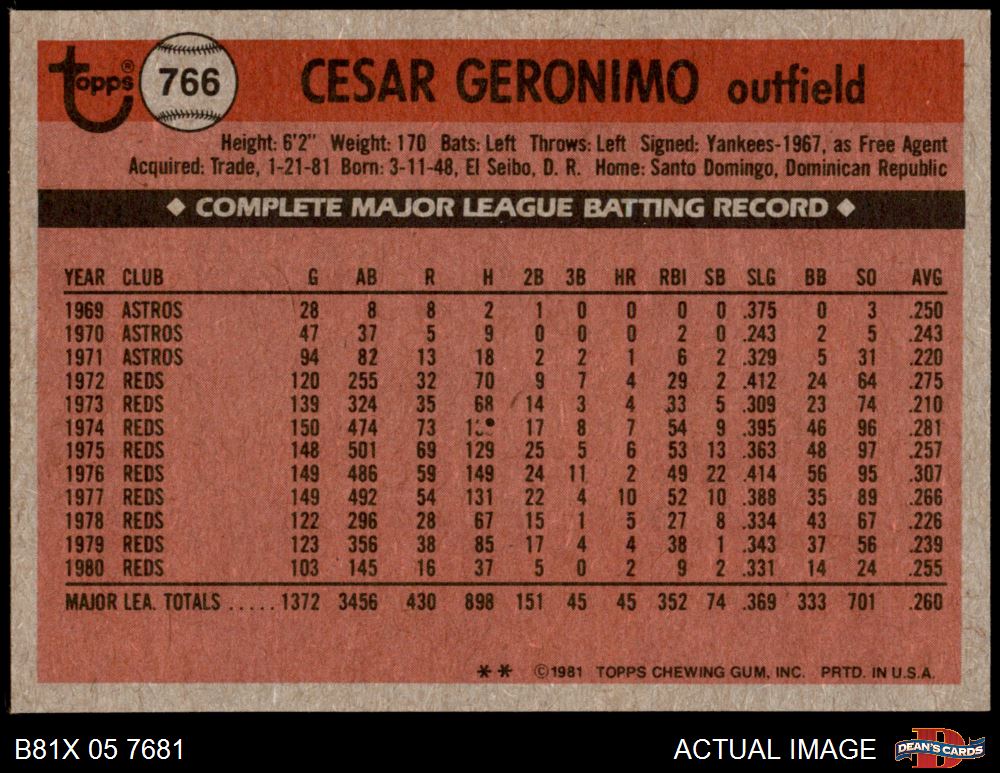 topps® 766 CESAR GERONIMO outfield
Height: 6'2" Weight: 170 Bats: Left Throws: Left Signed: Yankees-1967, as Free Agent
Acquired: Trade, 1-21-81 Born: 3-11-48, El Seibo, D. R. Home: Santo Domingo, Dominican Republic
◆ COMPLETE MAJOR LEAGUE BATTING RECORD ◆
YEAR CLUB G AB R H 2B 3B HR RBI SB SLG BB SO AVG
1969 ASTROS 28 8 8 2 1 0 0 0 0 .375 0 3 .250
1970 ASTROS 47 37 5 9 0 0 0 2 0 .243 2 5 .243
1971 ASTROS 94 82 13 18 2 2 1 6 2 .329 5 31 .220
1972 REDS 120 255 32 70 9 7 4 29 2 .412 24 64 .275
1973 REDS 139 324 35 68 14 3 4 33 5 .309 23 74 .210
1974 REDS 150 474 73 17 8 7 54 9 .395 46 96 .281
1975 REDS 148 501 69 129 25 5 6 53 13 .363 48 97 .257
1976 REDS 149 486 59 149 24 11 2 49 22 .414 56 95 .307
1977 REDS 149 492 54 131 22 4 10 52 10 .388 35 89 .266
1978 REDS 122 296 28 67 15 1 5 27 8 .334 43 67 .226
1979 REDS 123 356 38 85 17 4 4 38 1 .343 37 56 .239
1980 REDS 103 145 16 37 5 0 2 9 2 .331 14 24 .255
MAJOR LEA. TOTALS ..... 1372 3456 430 898 151 45 45 352 74 .369 333 701 .260
** ©1981 TOPPS CHEWING GUM, INC. PRTD. IN U.S.A.
B81X 05 7681 ACTUAL IMAGE DEAN'S CARDS